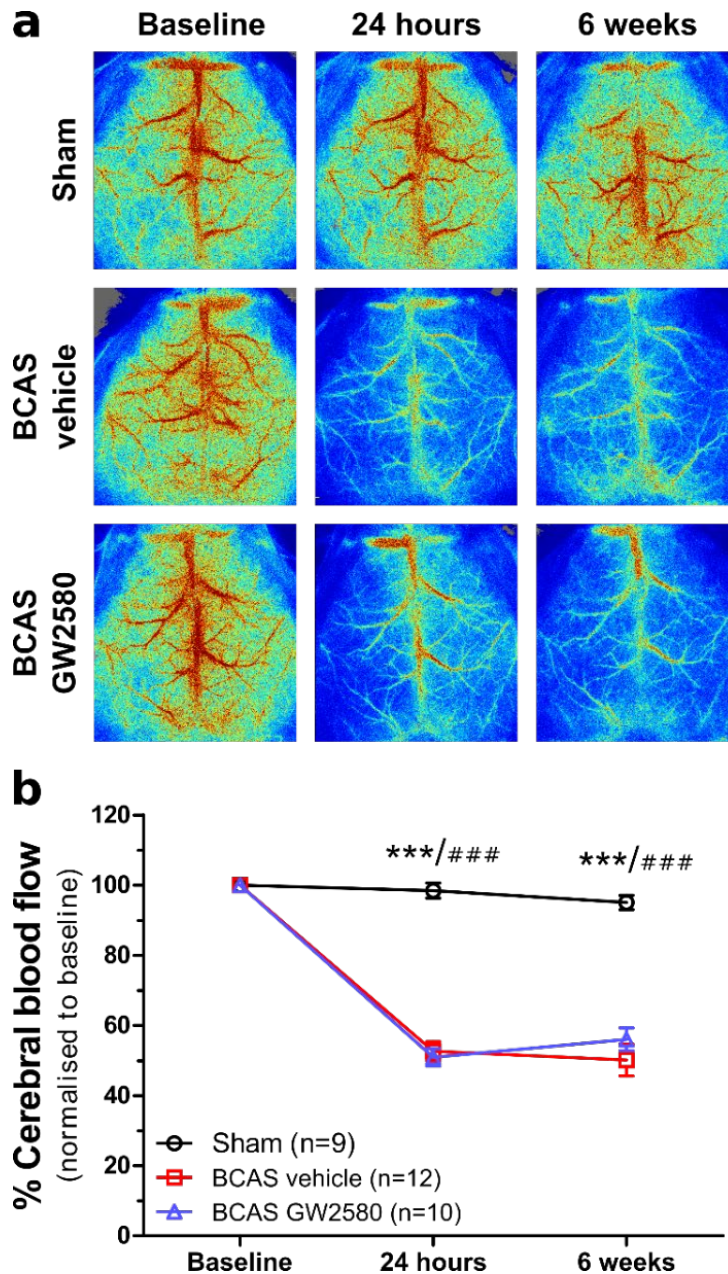 a
Baseline 24 hours 6 weeks
Sham
BCAS
vehicle
BCAS
GW2580
b
% Cerebral blood flow
(normalised to baseline)
120
100
80
60
40
20
0
***/### ***/###
Sham (n=9)
BCAS vehicle (n=12)
BCAS GW2580 (n=10)
Baseline 24 hours 6 weeks